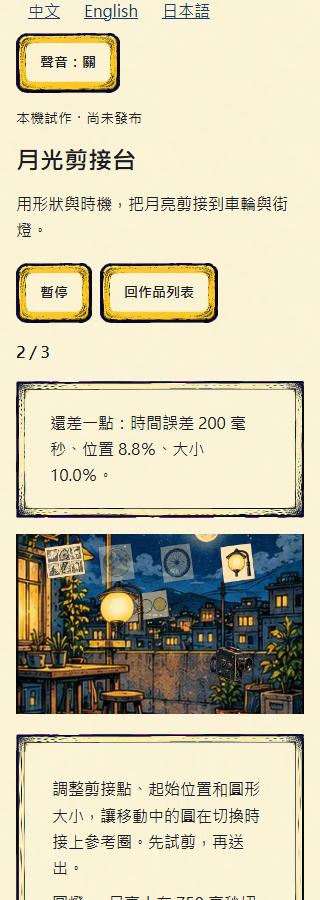 中文 English 日本語
聲音：關
本機試作・尚未發布
月光剪接台
用形狀與時機，把月亮剪接到車輪與街
燈。
暫停 回作品列表
2 / 3
還差一點：時間誤差 200 毫
秒、位置 8.8%、大小
10.0%。
調整剪接點、起始位置和圓形
大小，讓移動中的圓在切換時
接上參考圈。先試剪，再送
出。